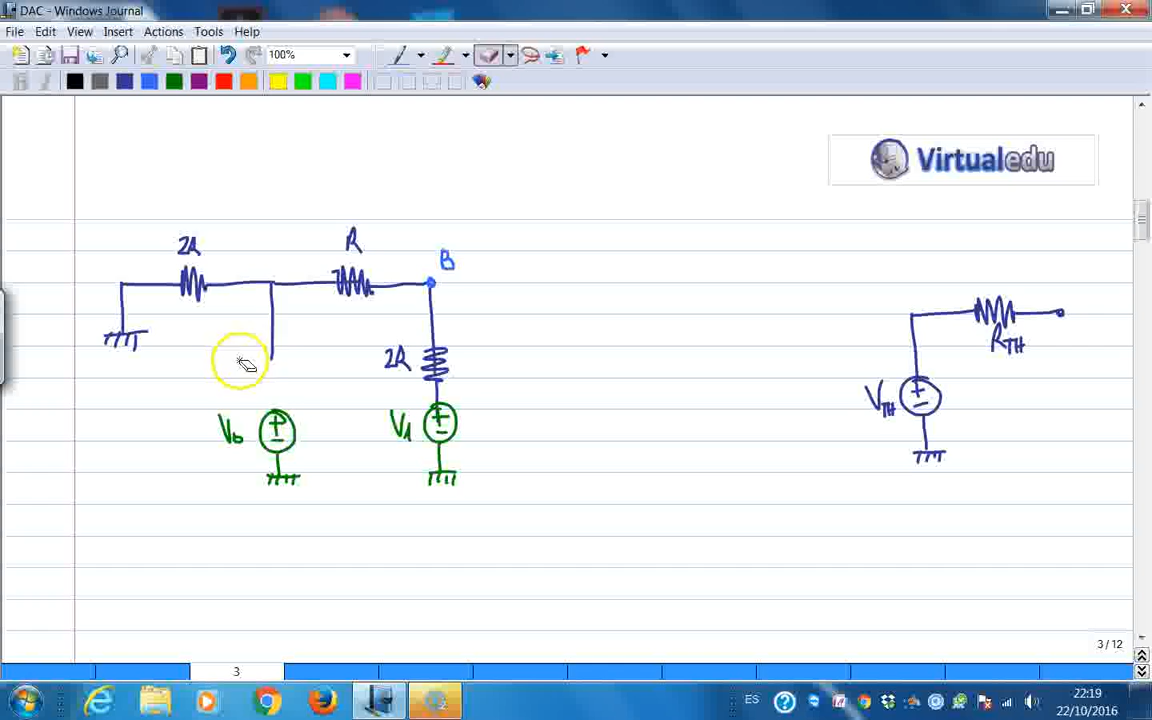 DAC - Windows Journal
File Edit View Insert Actions Tools Help
100%
Virtualedu
2R
R
B
2R
V0
V1
RTH
VTH
3 / 12
3
ES
22:19
22/10/2016